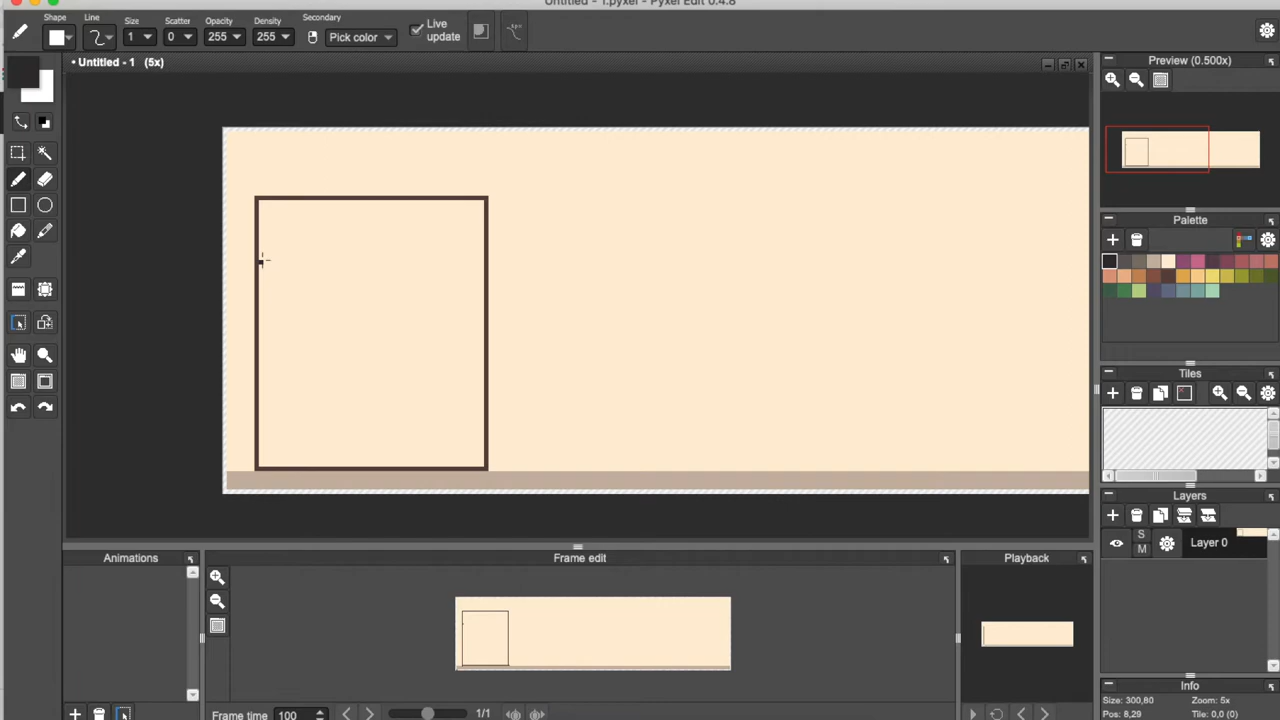 Untitled - 1.pyxel - Pyxel Edit 0.4.8
Shape Line Size Scatter Opacity Density Secondary
1 0 255 255 Pick color Live update
• Untitled - 1 (5x)
Preview (0.500x)
Palette
Tiles
Layers
S
M
Layer 0
Animations
Frame edit
Playback
Info
Size: 300,80 Zoom: 5x
Pos: 8,29 Tile: 0,0 (0)
Frame time 100 1/1